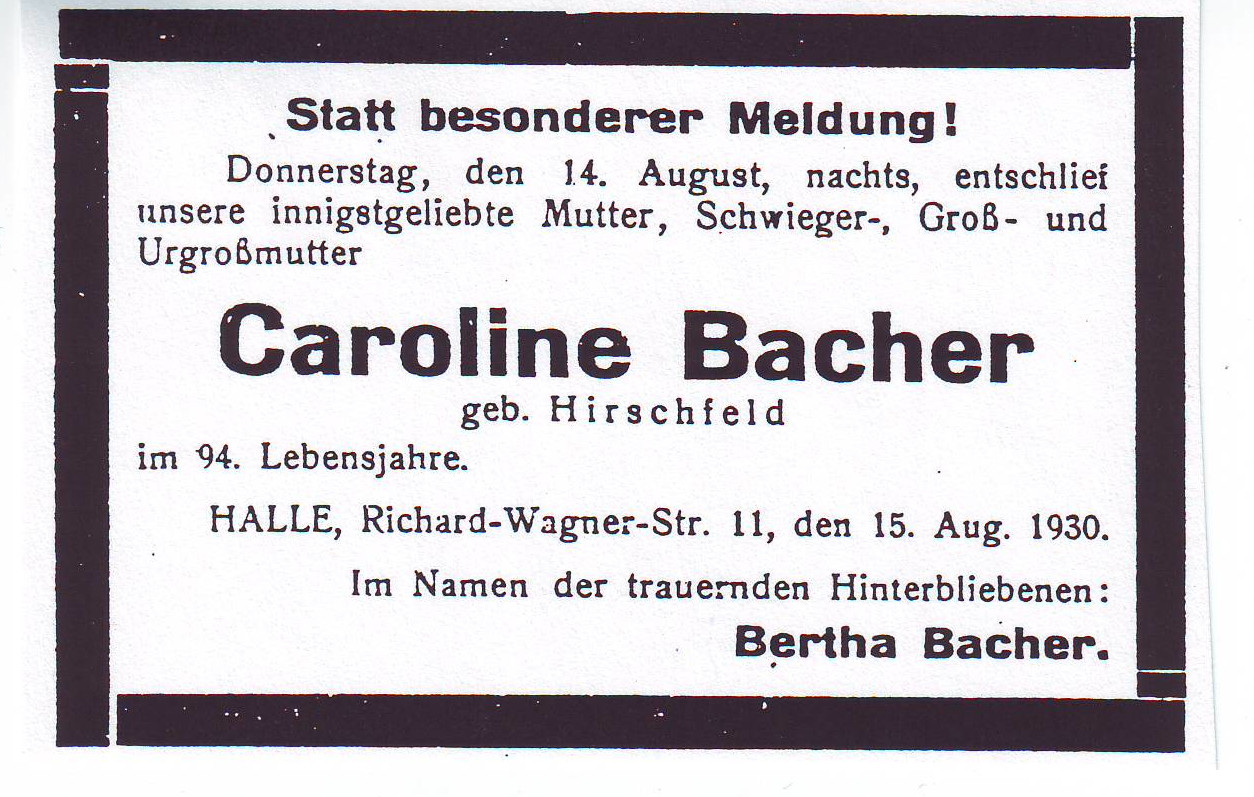 Statt besonderer Meldung!
Donnerstag, den 14. August, nachts, entschlief
unsere innigstgeliebte Mutter, Schwieger-, Groß- und
Urgroßmutter
Caroline Bacher
geb. Hirschfeld
im 94. Lebensjahre.
HALLE, Richard-Wagner-Str. 11, den 15. Aug. 1930.
Im Namen der trauernden Hinterbliebenen:
Bertha Bacher.